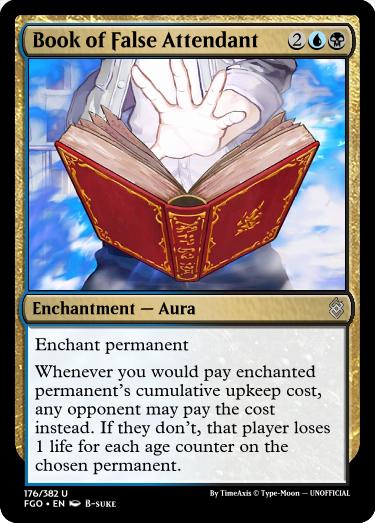 Book of False Attendant 2
Enchantment — Aura
Enchant permanent
Whenever you would pay enchanted
permanent's cumulative upkeep cost,
any opponent may pay the cost
instead. If they don't, that player loses
1 life for each age counter on the
chosen permanent.
176/382 U
FGO • EN B-SUKE
By TimeAxis © Type-Moon — UNOFFICIAL